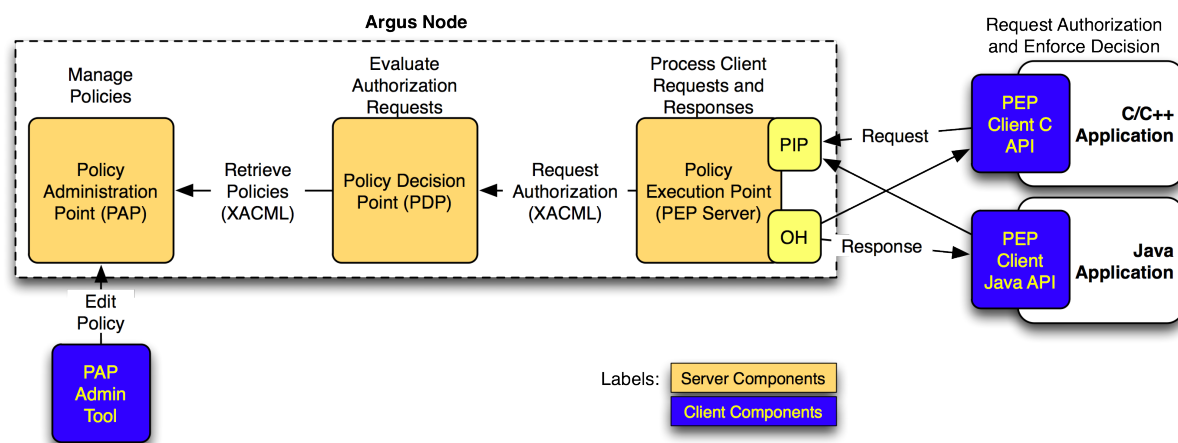 Argus Node
Request Authorization
and Enforce Decision
Manage
Policies
Evaluate
Authorization
Requests
Process Client
Requests and
Responses
Policy
Administration
Point (PAP)
Retrieve
Policies
(XACML)
Policy Decision
Point (PDP)
Request
Authorization
(XACML)
Policy
Execution Point
(PEP Server)
PIP
OH
Request
Response
PEP
Client C
API
C/C++
Application
PEP
Client
Java API
Java
Application
Edit
Policy
PAP
Admin
Tool
Labels:
Server Components
Client Components